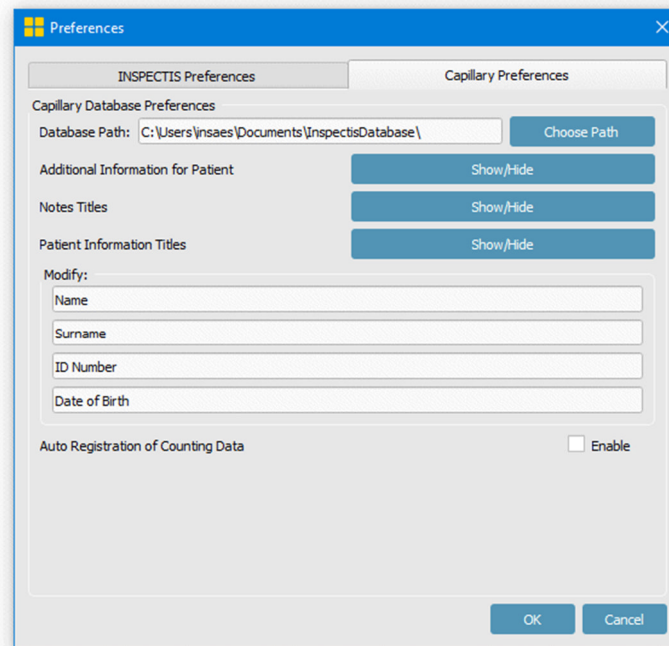 Preferences
INSPECTIS Preferences
Capillary Preferences
Capillary Database Preferences
Database Path: C:\Users\insaes\Documents\InspectisDatabase\ Choose Path
Additional Information for Patient Show/Hide
Notes Titles Show/Hide
Patient Information Titles Show/Hide
Modify:
Name
Surname
ID Number
Date of Birth
Auto Registration of Counting Data Enable
OK Cancel